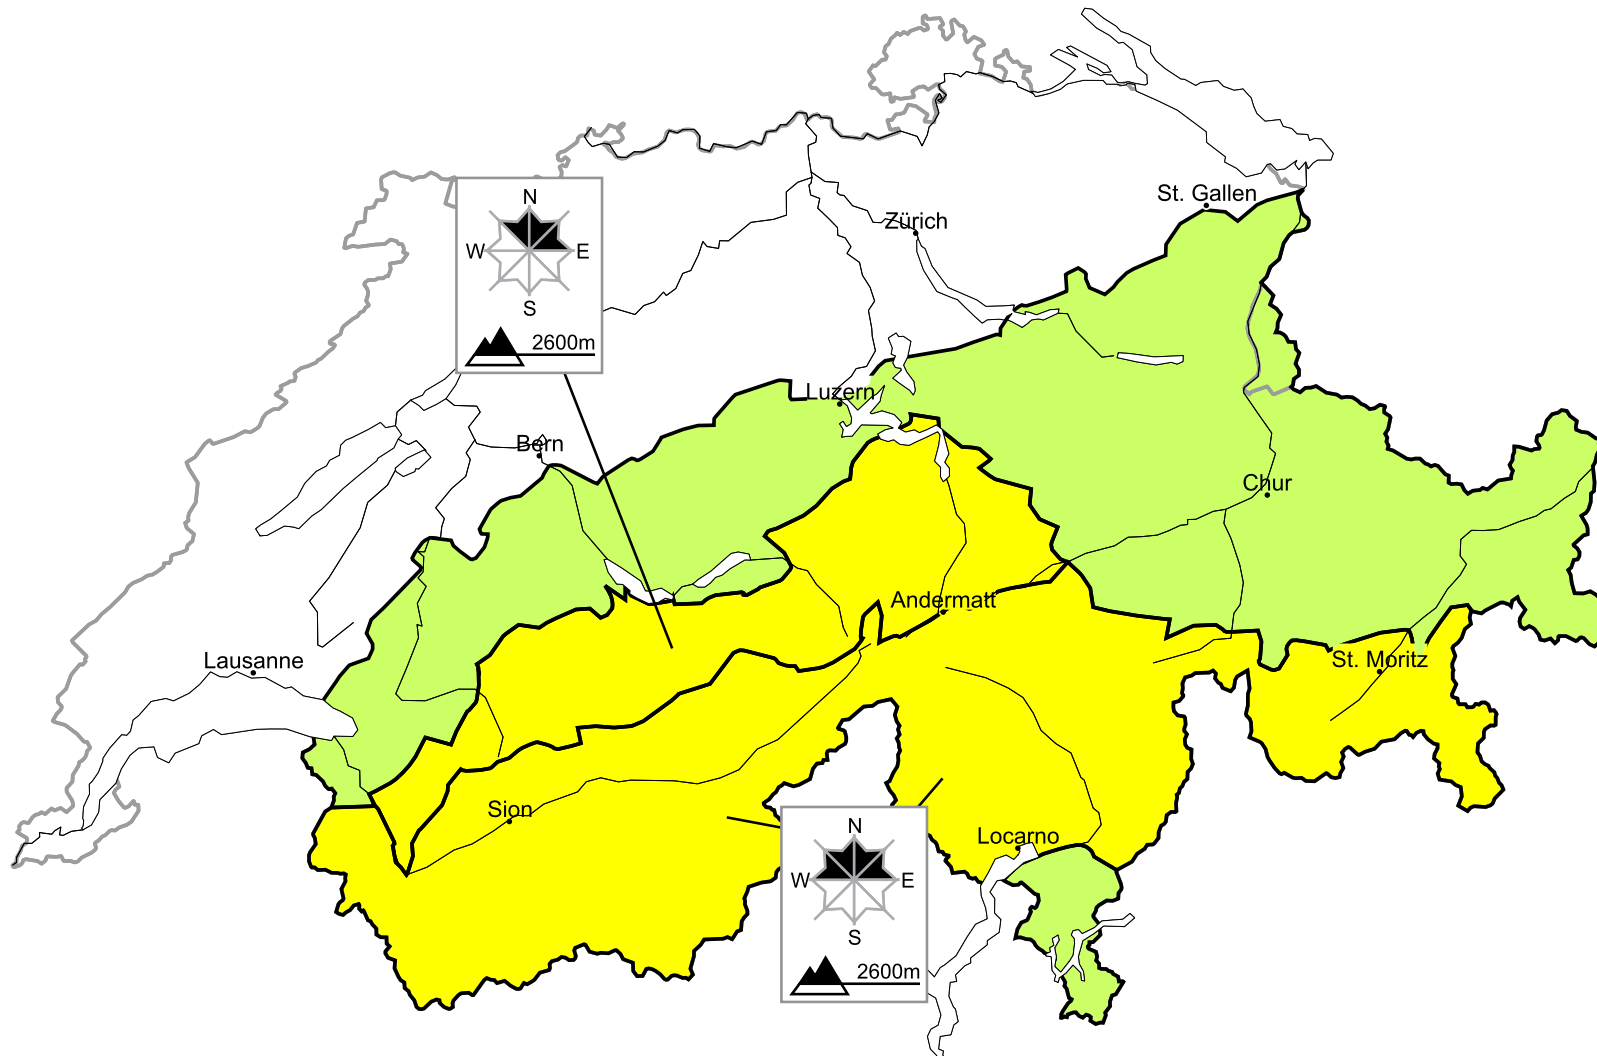 St. Gallen
Zürich
N
W E
S
2600m
Luzern
Bern
Chur
Andermatt
Lausanne
St. Moritz
Sion
Locarno
N
W E
S
2600m